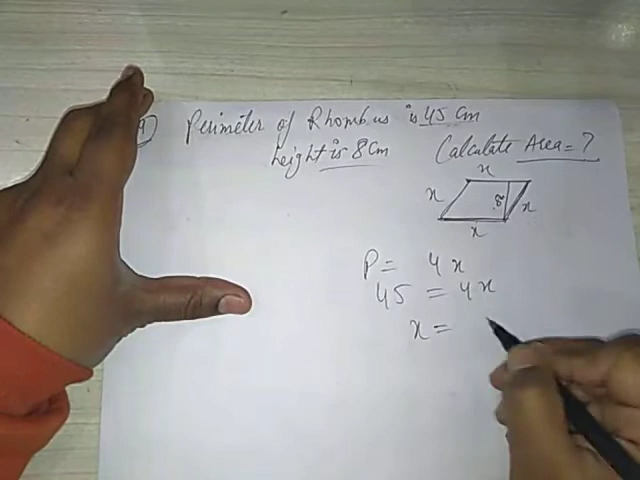 Perimeter of Rhombus is 45 cm
height is 8 cm Calculate Area = ?
x
x 8 x
x
P = 4x
45 = 4x
x =